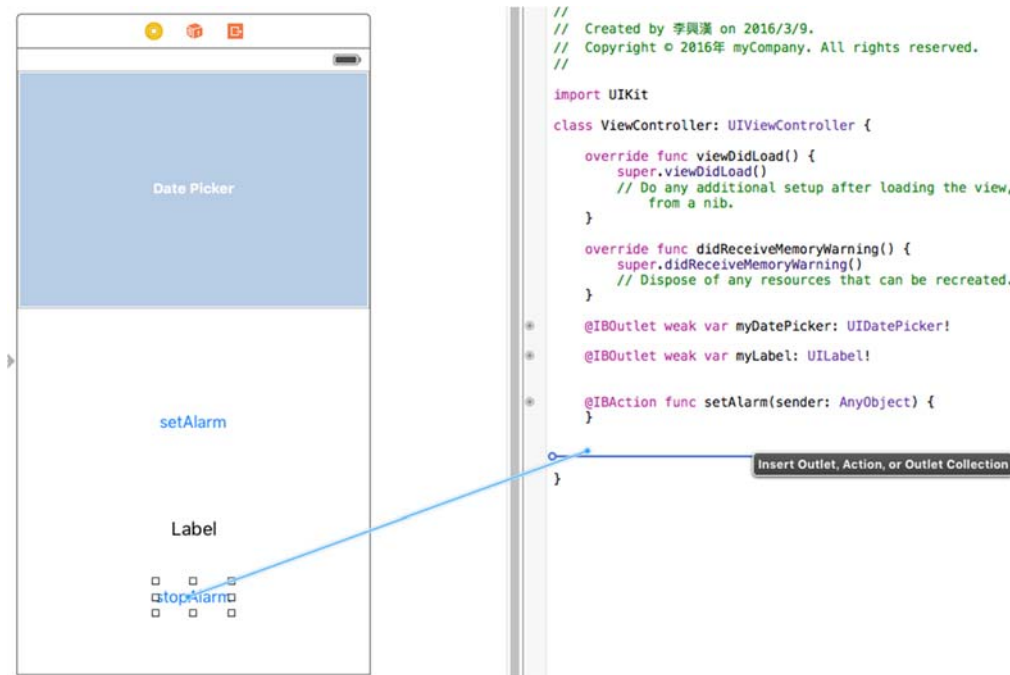 Date Picker
setAlarm
Label
stopAlarm
//
// Created by 李興漢 on 2016/3/9.
// Copyright © 2016年 myCompany. All rights reserved.
//
import UIKit
class ViewController: UIViewController {
override func viewDidLoad() {
super.viewDidLoad()
// Do any additional setup after loading the view,
from a nib.
}
override func didReceiveMemoryWarning() {
super.didReceiveMemoryWarning()
// Dispose of any resources that can be recreated.
}
@IBOutlet weak var myDatePicker: UIDatePicker!
@IBOutlet weak var myLabel: UILabel!
@IBAction func setAlarm(sender: AnyObject) {
}
Insert Outlet, Action, or Outlet Collection
}